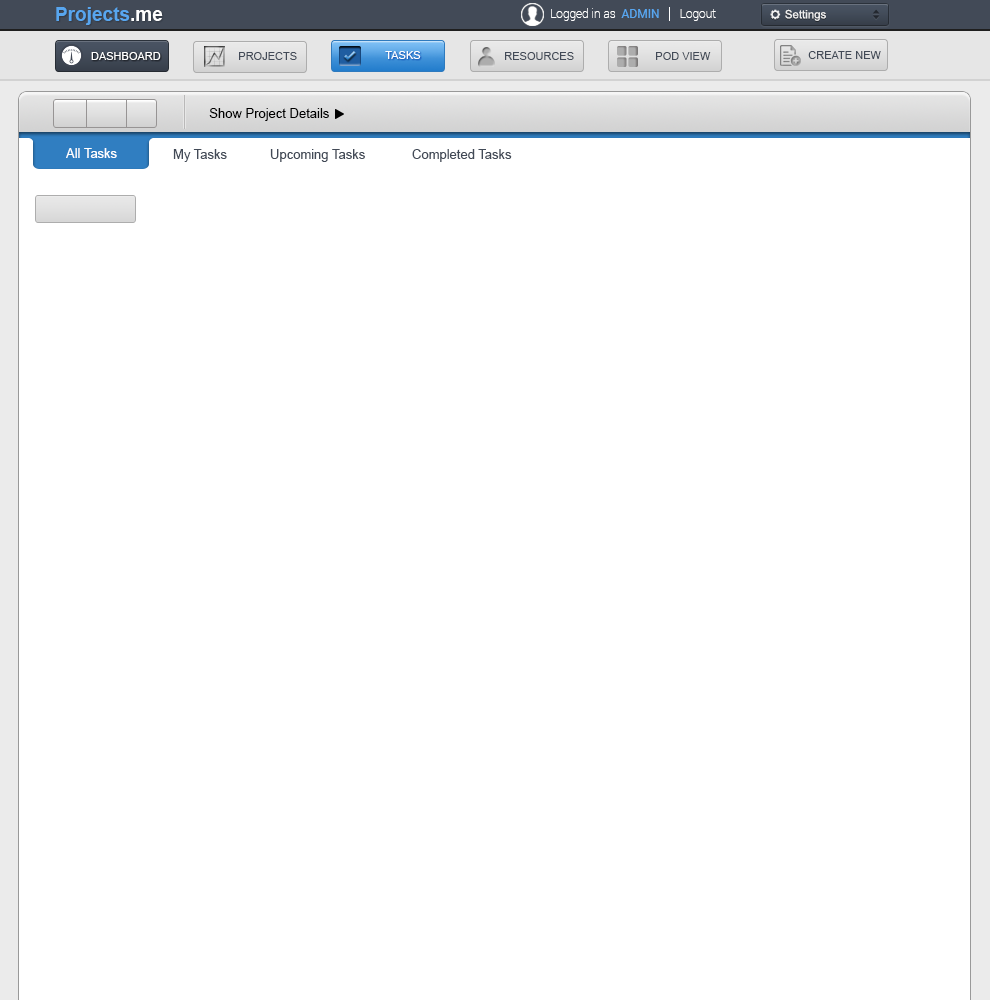 Projects.me
Logged in as ADMIN | Logout
Settings
DASHBOARD
PROJECTS
TASKS
RESOURCES
POD VIEW
CREATE NEW
Show Project Details ▶
All Tasks
My Tasks
Upcoming Tasks
Completed Tasks